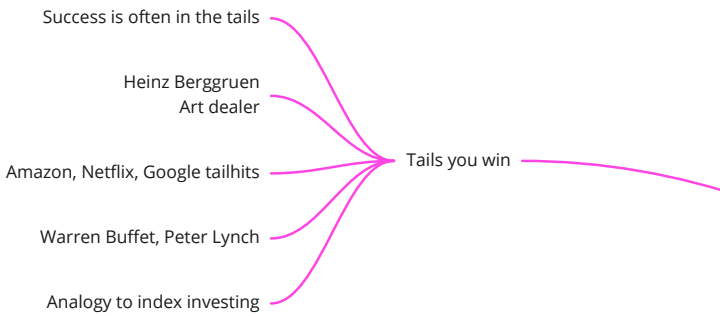 Success is often in the tails
Heinz Berggruen
Art dealer
Amazon, Netflix, Google tailhits
Tails you win
Warren Buffet, Peter Lynch
Analogy to index investing